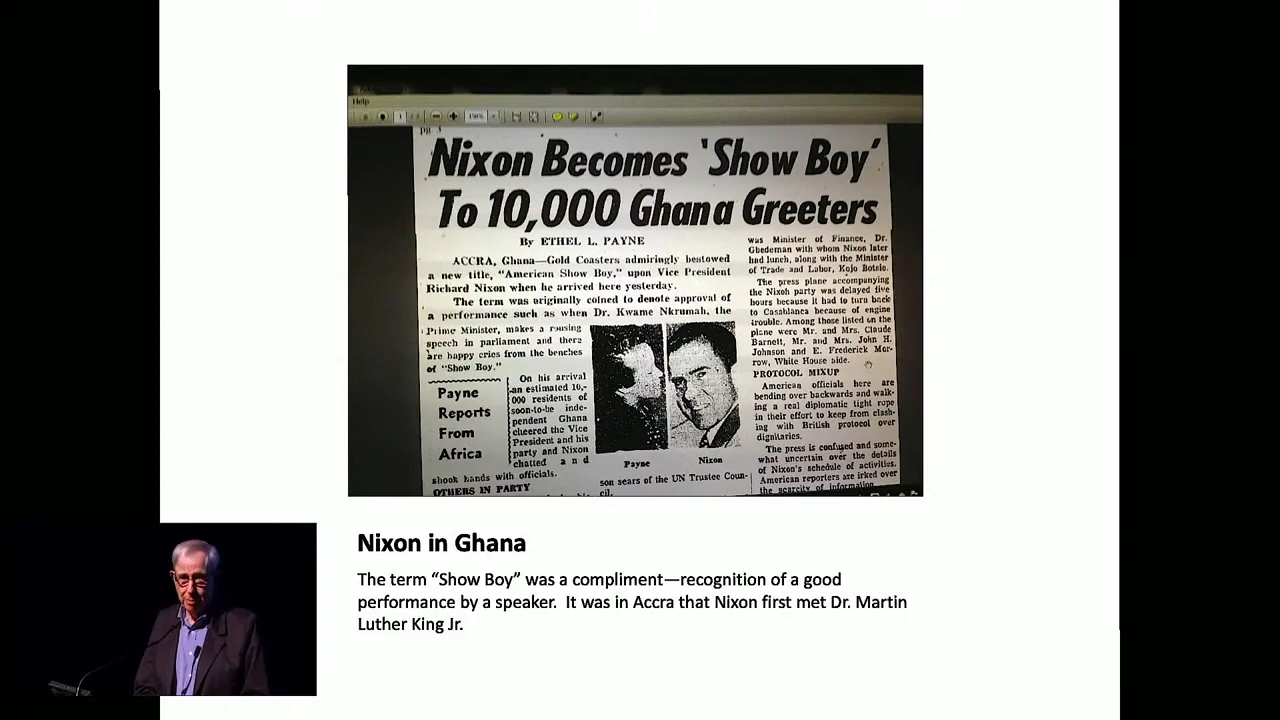 Help
1
150%
pg. 3
Nixon Becomes 'Show Boy'
To 10,000 Ghana Greeters
By ETHEL L. PAYNE
ACCRA, Ghana—Gold Coasters admiringly bestowed
a new title, "American Show Boy," upon Vice President
Richard Nixon when he arrived here yesterday.
The term was originally coined to denote approval of
a performance such as when Dr. Kwame Nkrumah, the
Prime Minister, makes a rousing
speech in parliament and there
are happy cries from the benches
of "Show Boy."
Payne
Reports
From
Africa
On his arrival
an estimated 10,-
000 residents of
soon-to-be inde-
pendent Ghana
cheered the Vice
President and his
party and Nixon
chatted and
shook hands with officials.
OTHERS IN PARTY
Payne
Nixon
son sears of the UN Trustee Coun-
cil.
was Minister of Finance, Dr.
Gbedeman with whom Nixon later
had lunch, along with the Minister
of Trade and Labor, Kojo Botsio.
The press plane accompanying
the Nixon party was delayed five
hours because it had to turn back
to Casablanca because of engine
trouble. Among those listed on the
plane were Mr. and Mrs. Claude
Barnett, Mr. and Mrs. John H.
Johnson and E. Frederick Mor-
row, White House aide.
PROTOCOL MIXUP
American officials here are
bending over backwards and walk-
ing a real diplomatic tight rope
in their effort to keep from clash-
ing with British protocol over
dignitaries.
The press is confused and some-
what uncertain over the details
of Nixon's schedule of activities.
American reporters are irked over
the scarcity of information
Nixon in Ghana
The term “Show Boy” was a compliment—recognition of a good
performance by a speaker. It was in Accra that Nixon first met Dr. Martin
Luther King Jr.